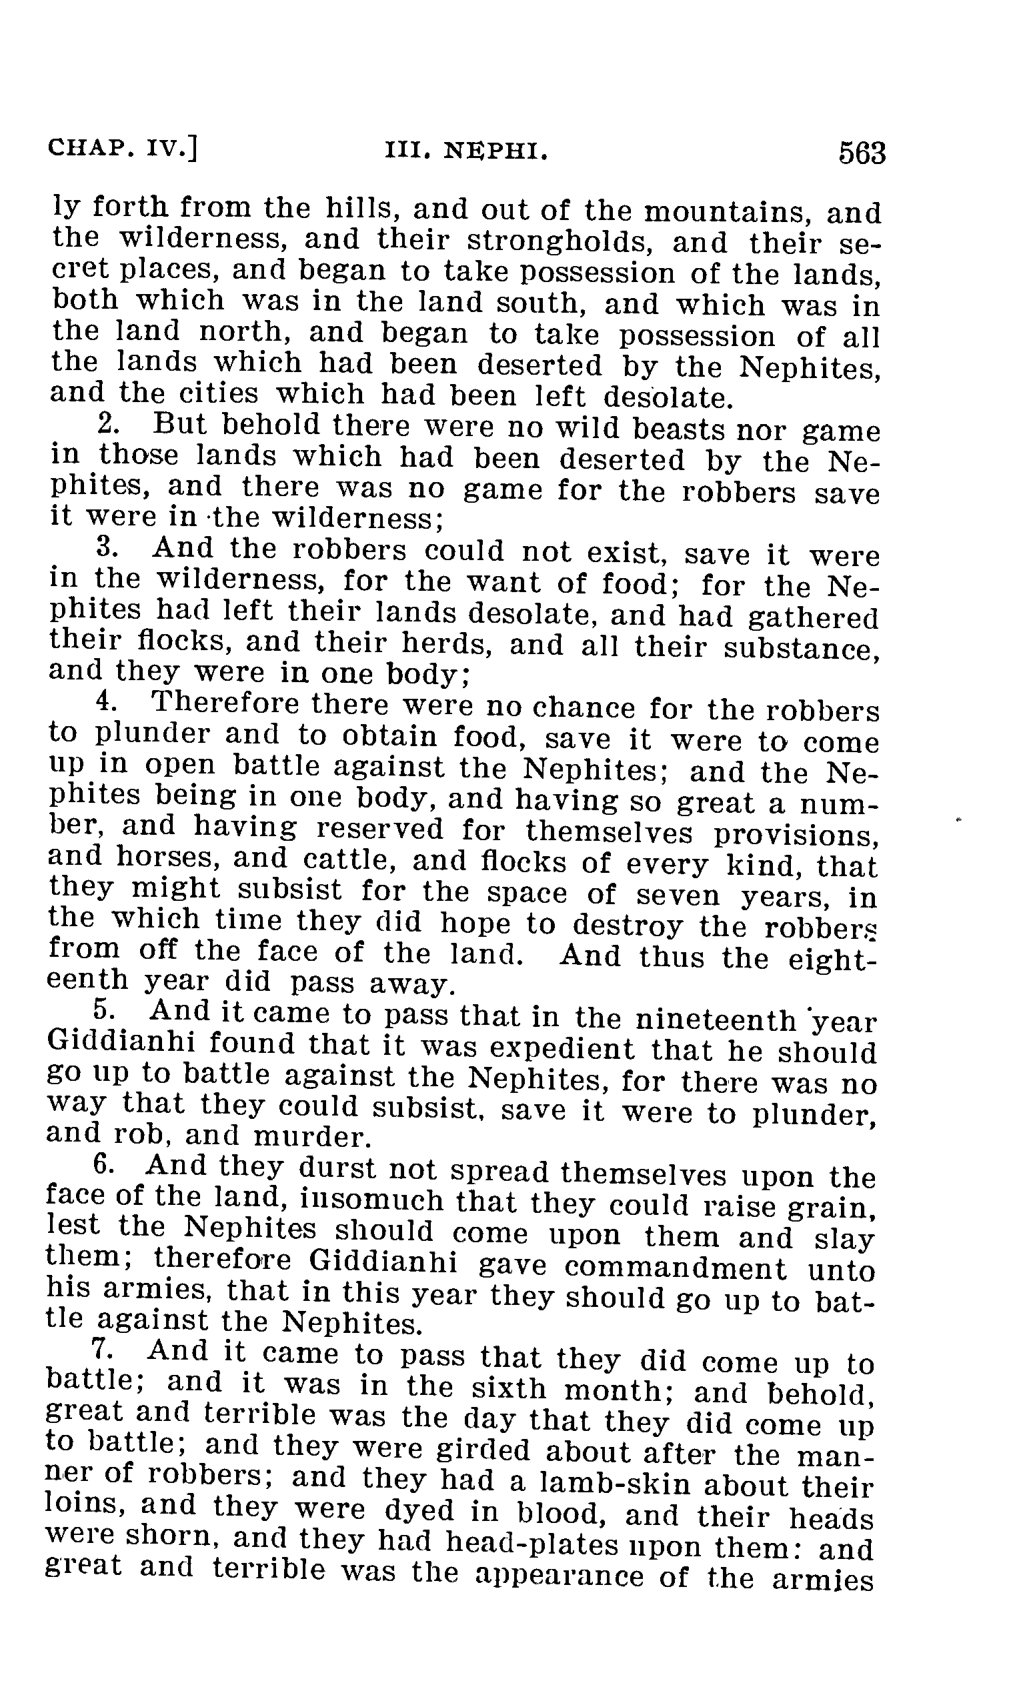 CHAP. IV.] III. NEPHI. 563
ly forth from the hills, and out of the mountains, and
the wilderness, and their strongholds, and their se-
cret places, and began to take possession of the lands,
both which was in the land south, and which was in
the land north, and began to take possession of all
the lands which had been deserted by the Nephites,
and the cities which had been left desolate.
2. But behold there were no wild beasts nor game
in those lands which had been deserted by the Ne-
phites, and there was no game for the robbers save
it were in the wilderness;
3. And the robbers could not exist, save it were
in the wilderness, for the want of food; for the Ne-
phites had left their lands desolate, and had gathered
their flocks, and their herds, and all their substance,
and they were in one body;
4. Therefore there were no chance for the robbers
to plunder and to obtain food, save it were to come
up in open battle against the Nephites; and the Ne-
phites being in one body, and having so great a num-
ber, and having reserved for themselves provisions,
and horses, and cattle, and flocks of every kind, that
they might subsist for the space of seven years, in
the which time they did hope to destroy the robbers
from off the face of the land. And thus the eight-
eenth year did pass away.
5. And it came to pass that in the nineteenth year
Giddianhi found that it was expedient that he should
go up to battle against the Nephites, for there was no
way that they could subsist, save it were to plunder,
and rob, and murder.
6. And they durst not spread themselves upon the
face of the land, insomuch that they could raise grain,
lest the Nephites should come upon them and slay
them; therefore Giddianhi gave commandment unto
his armies, that in this year they should go up to bat-
tle against the Nephites.
7. And it came to pass that they did come up to
battle; and it was in the sixth month; and behold,
great and terrible was the day that they did come up
to battle; and they were girded about after the man-
ner of robbers; and they had a lamb-skin about their
loins, and they were dyed in blood, and their heads
were shorn, and they had head-plates upon them: and
great and terrible was the appearance of the armies